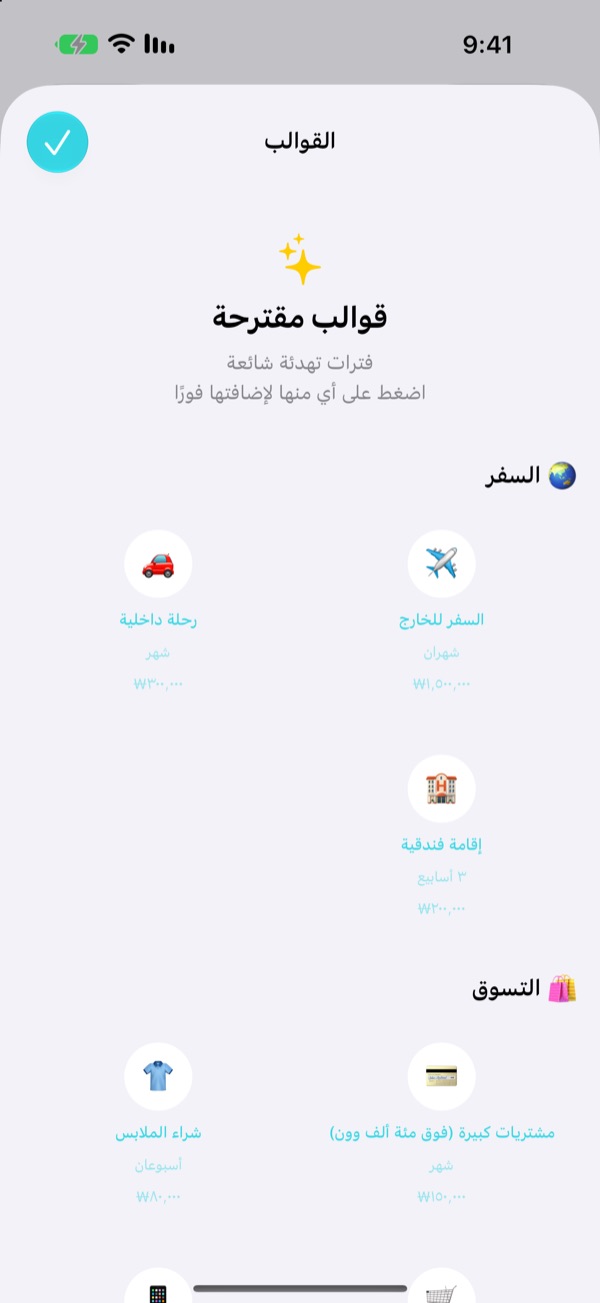 9:41
القوالب
قوالب مقترحة
فترات تهدئة شائعة
اضغط على أي منها لإضافتها فورًا
السفر
السفر للخارج
شهران
₩١,٥٠٠,٠٠٠
رحلة داخلية
شهر
₩٣٠٠,٠٠٠
إقامة فندقية
٣ أسابيع
₩٢٠٠,٠٠٠
التسوق
مشتريات كبيرة (فوق مئة ألف وون)
شهر
₩١٥٠,٠٠٠
شراء الملابس
أسبوعان
₩٨٠,٠٠٠